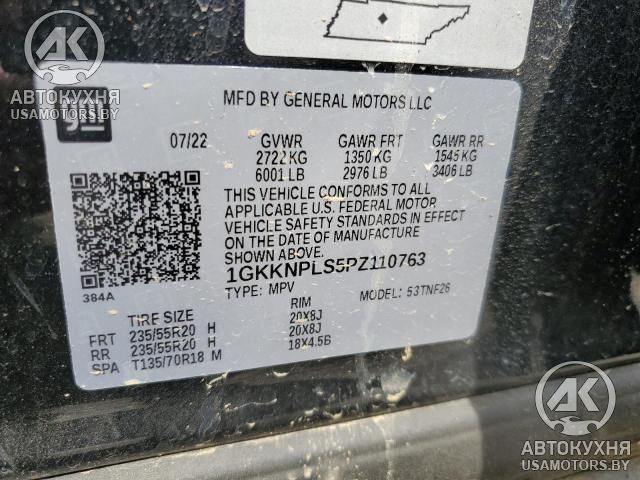 АК
АВТОКУХНЯ
USAMOTORS.BY
GM
MFD BY GENERAL MOTORS LLC
07/22 GVWR GAWR FRT GAWR RR
2722 KG 1350 KG 1545 KG
6001 LB 2976 LB 3406 LB
THIS VEHICLE CONFORMS TO ALL
APPLICABLE U.S. FEDERAL MOTOR
VEHICLE SAFETY STANDARDS IN EFFECT
ON THE DATE OF MANUFACTURE SHOWN ABOVE.
1GKKNPLS5PZ110763
TYPE: MPV MODEL: 53TNF26
384A
TIRE SIZE RIM
FRT 235/55R20 H 20X8J
RR 235/55R20 H 20X8J
SPA T135/70R18 M 18X4.5B
АК
АВТОКУХНЯ
USAMOTORS.BY